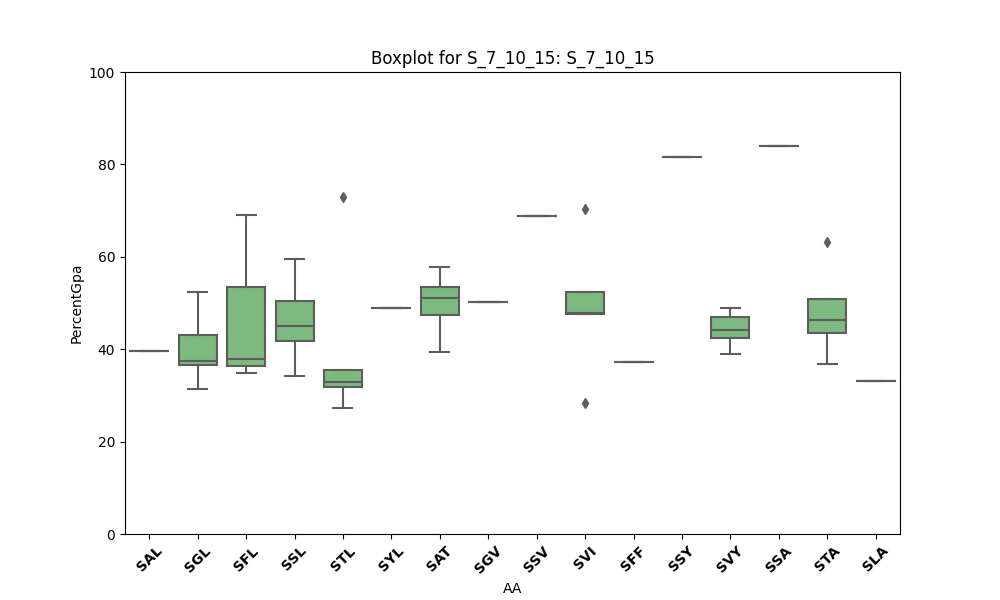 Boxplot for S_7_10_15: S_7_10_15
100
80
60
40
20
0
PercentGpa
SAL SGL SFL SSL STL SYL SAT SGV SSV SVI SFF SSY SVY SSA STA SLA
AA